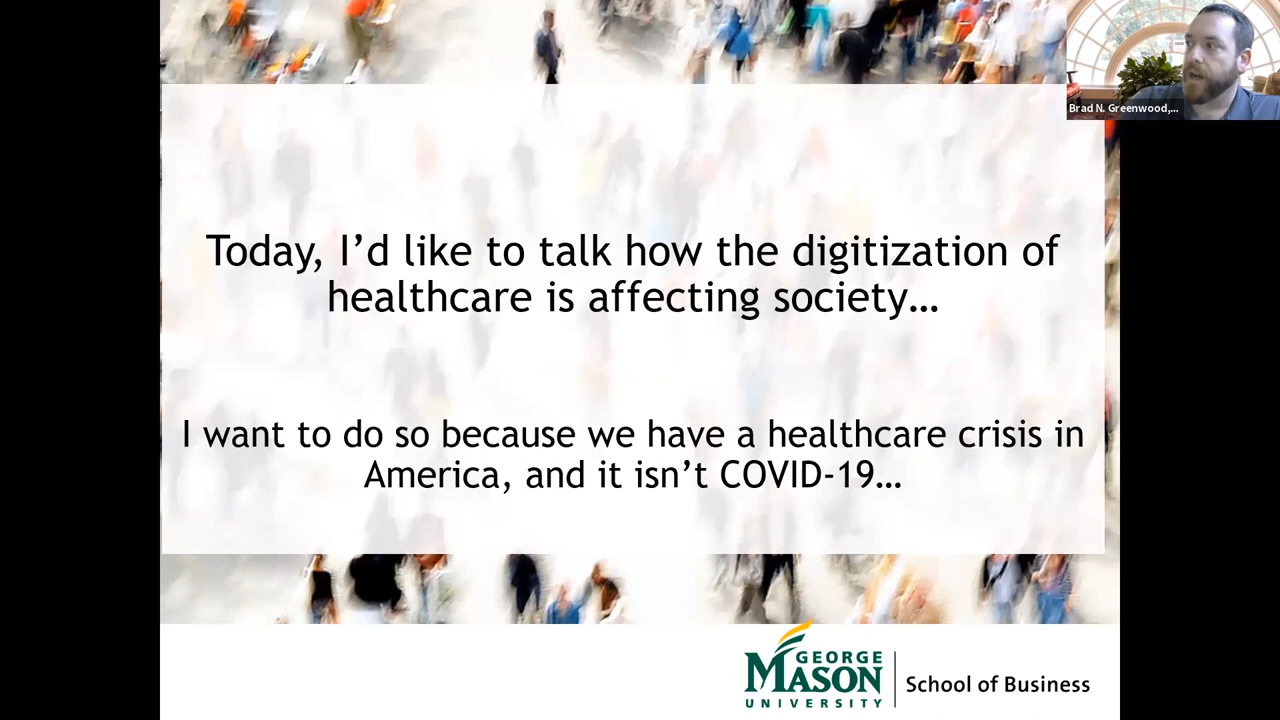 Brad N. Greenwood,...
Today, I’d like to talk how the digitization of
healthcare is affecting society…
I want to do so because we have a healthcare crisis in
America, and it isn’t COVID-19…
GEORGE
MASON
UNIVERSITY
School of Business